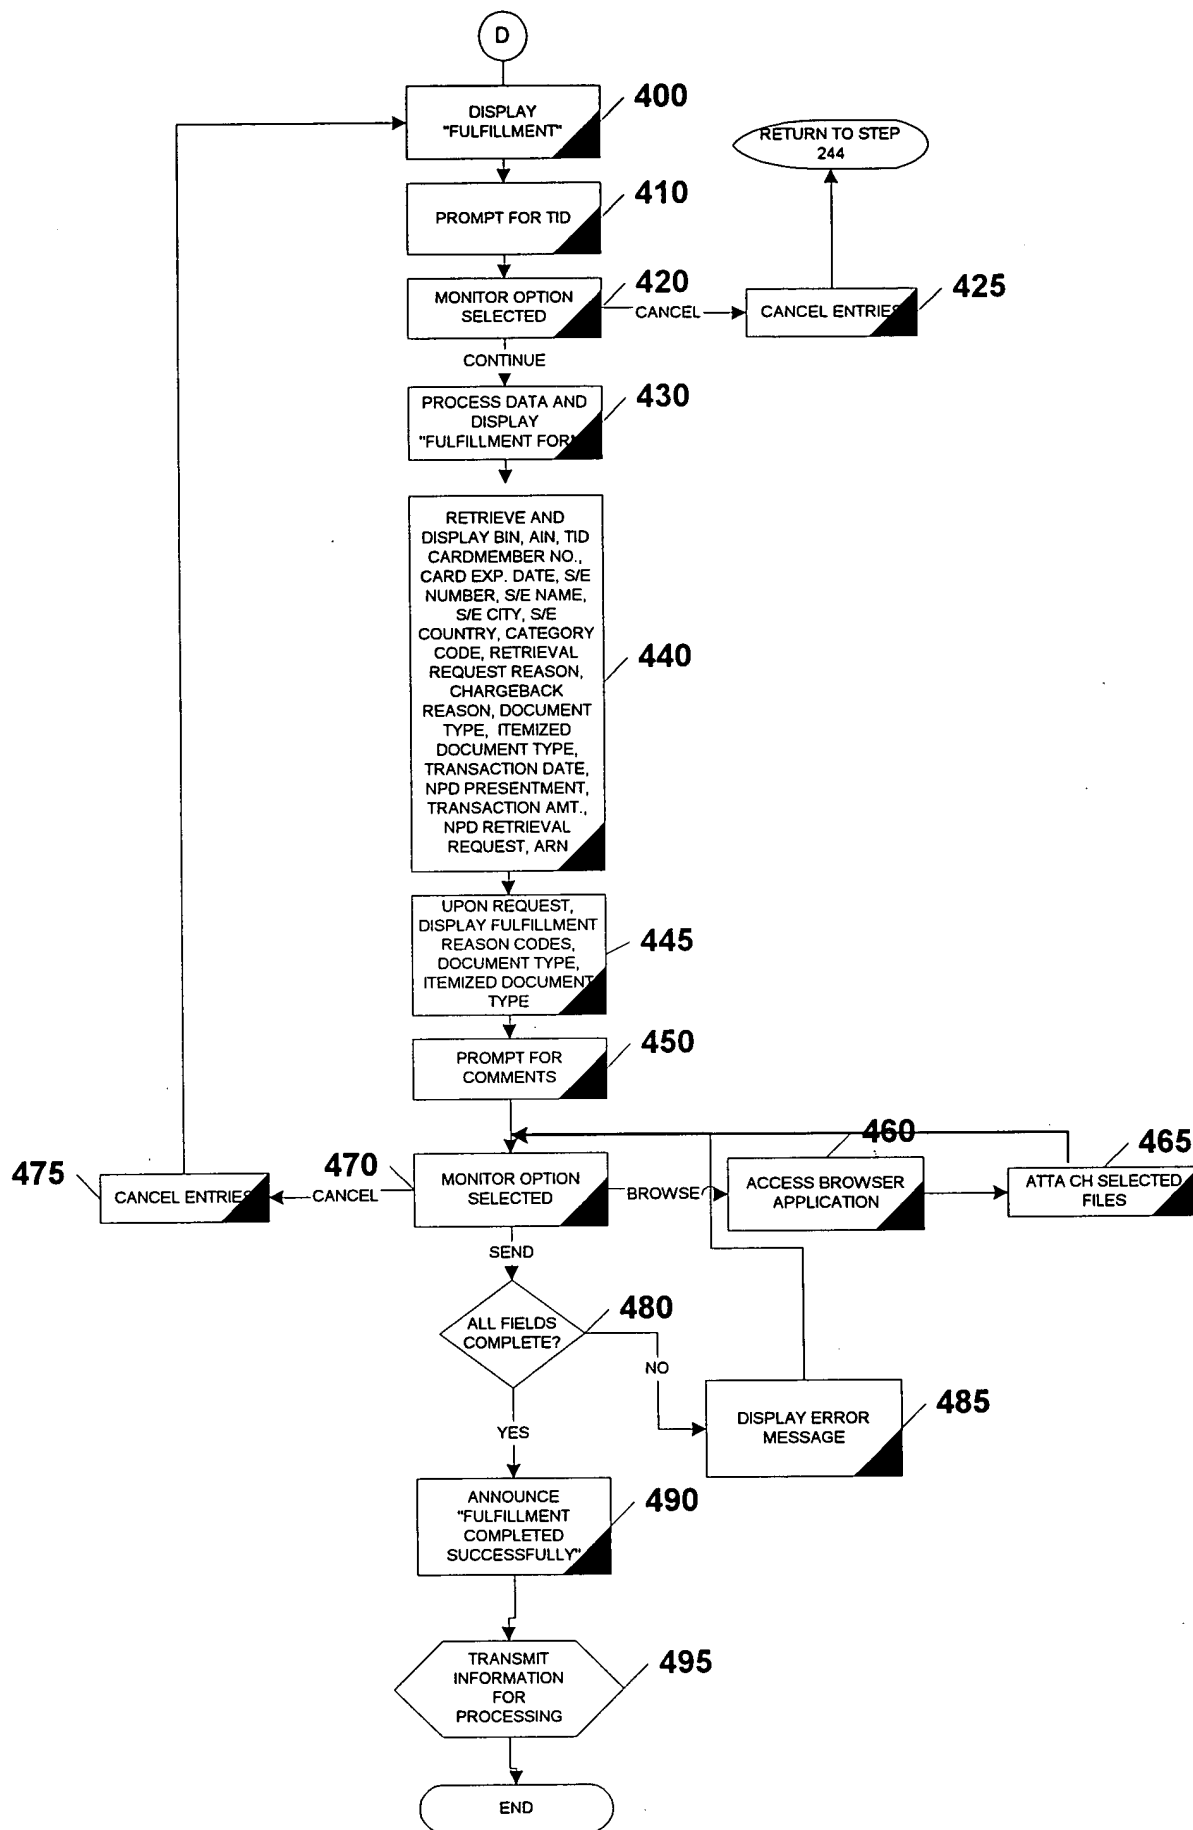 D
DISPLAY
"FULFILLMENT"
400
RETURN TO STEP
244
PROMPT FOR TID
410
MONITOR OPTION
SELECTED
420
CANCEL
CANCEL ENTRIES
425
CONTINUE
PROCESS DATA AND
DISPLAY
"FULFILLMENT FORM
430
RETRIEVE AND
DISPLAY BIN, AIN, TID
CARDMEMBER NO.,
CARD EXP. DATE, S/E
NUMBER, S/E NAME,
S/E CITY, S/E
COUNTRY, CATEGORY
CODE, RETRIEVAL
REQUEST REASON,
CHARGEBACK
REASON, DOCUMENT
TYPE, ITEMIZED
DOCUMENT TYPE,
TRANSACTION DATE,
NPD PRESENTMENT,
TRANSACTION AMT.,
NPD RETRIEVAL
REQUEST, ARN
440
UPON REQUEST,
DISPLAY FULFILLMENT
REASON CODES,
DOCUMENT TYPE,
ITEMIZED DOCUMENT
TYPE
445
PROMPT FOR
COMMENTS
450
475
CANCEL ENTRIES
CANCEL
470
MONITOR OPTION
SELECTED
BROWSE
460
ACCESS BROWSER
APPLICATION
465
ATTA CH SELECTED
FILES
SEND
ALL FIELDS
COMPLETE?
480
NO
DISPLAY ERROR
MESSAGE
485
YES
ANNOUNCE
"FULFILLMENT
COMPLETED
SUCCESSFULLY"
490
TRANSMIT
INFORMATION
FOR
PROCESSING
495
END